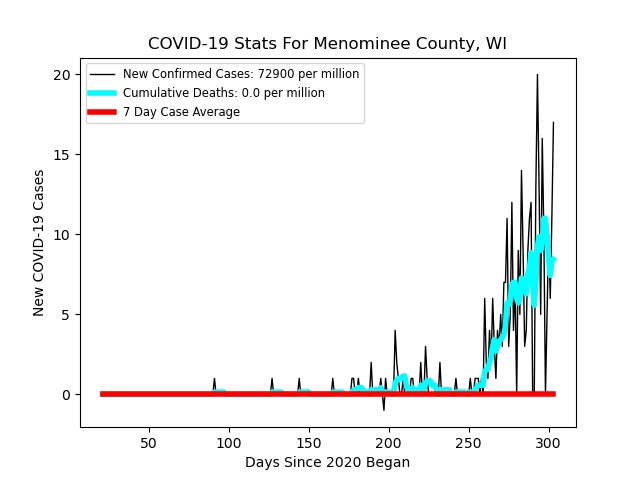 COVID-19 Stats For Menominee County, WI
New Confirmed Cases: 72900 per million
Cumulative Deaths: 0.0 per million
7 Day Case Average
20
15
10
5
0
New COVID-19 Cases
50 100 150 200 250 300
Days Since 2020 Began